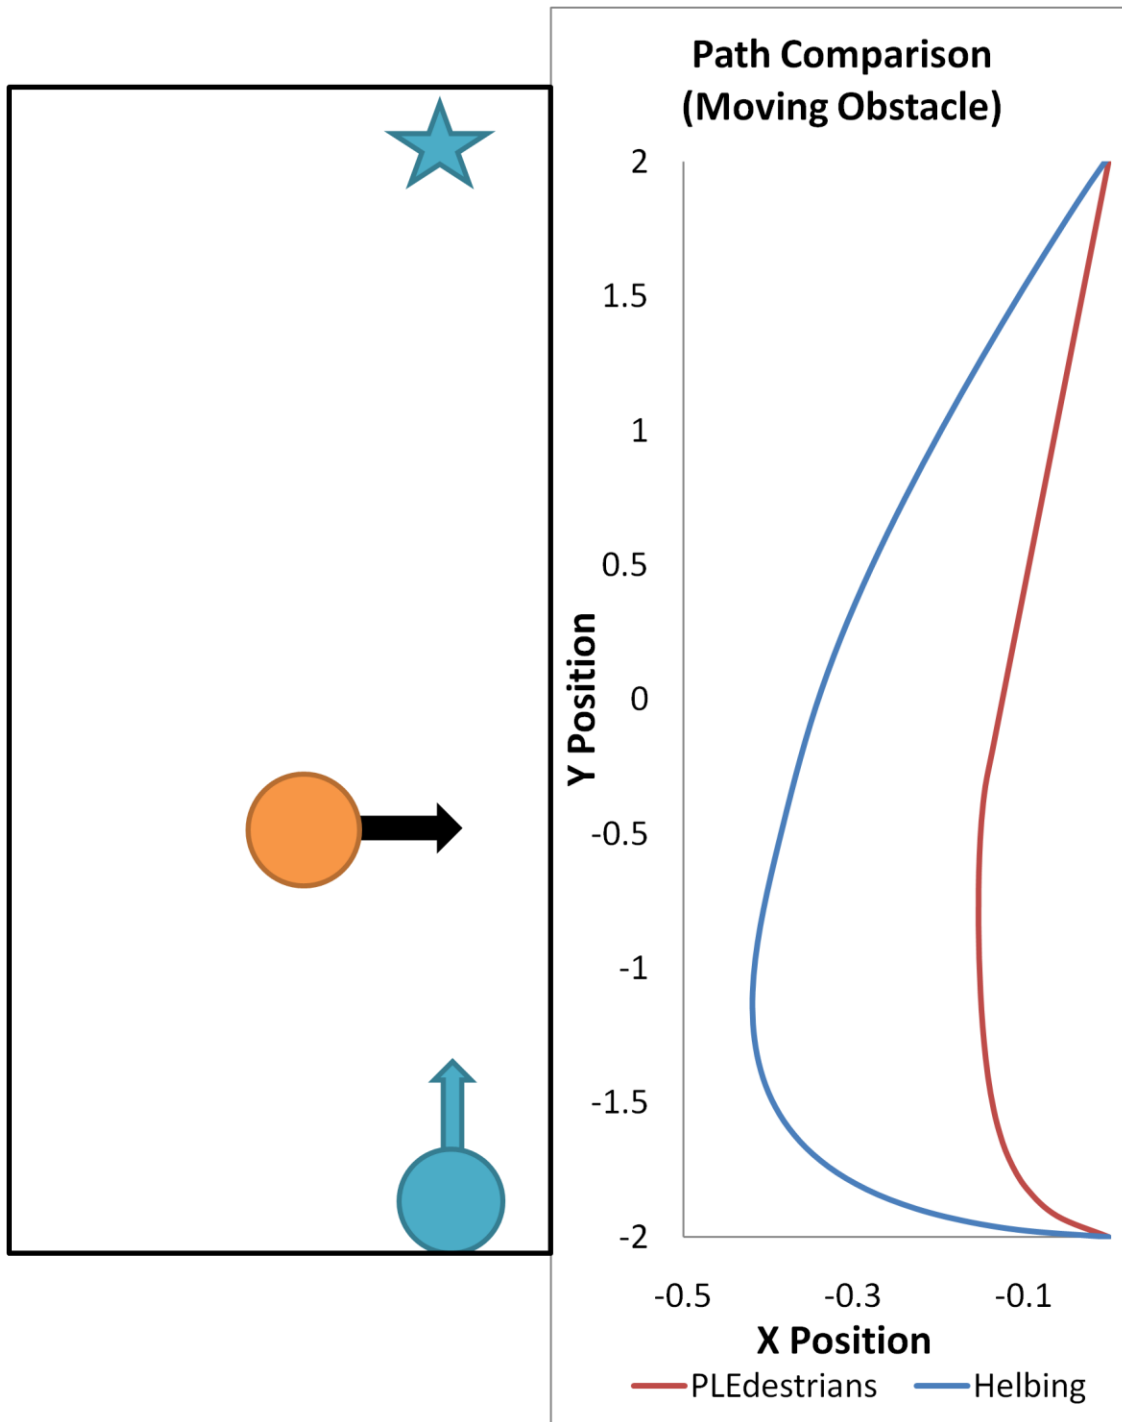 Path Comparison
(Moving Obstacle)
2
1.5
1
0.5
0
-0.5
-1
-1.5
-2
Y Position
-0.5 -0.3 -0.1
X Position
PLEdestrians Helbing